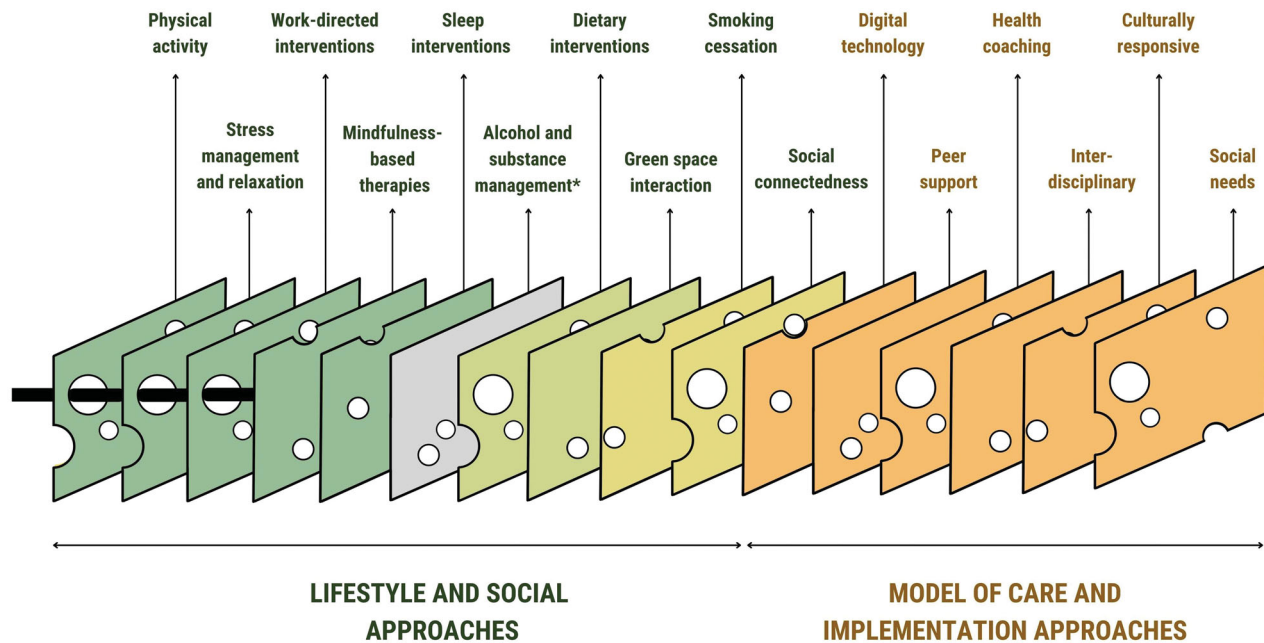 Physical
activity
Work-directed
interventions
Sleep
interventions
Dietary
interventions
Smoking
cessation
Digital
technology
Health
coaching
Culturally
responsive
Stress
management
and relaxation
Mindfulness-
based
therapies
Alcohol and
substance
management*
Green space
interaction
Social
connectedness
Peer
support
Inter-
disciplinary
Social
needs
LIFESTYLE AND SOCIAL
APPROACHES
MODEL OF CARE AND
IMPLEMENTATION APPROACHES